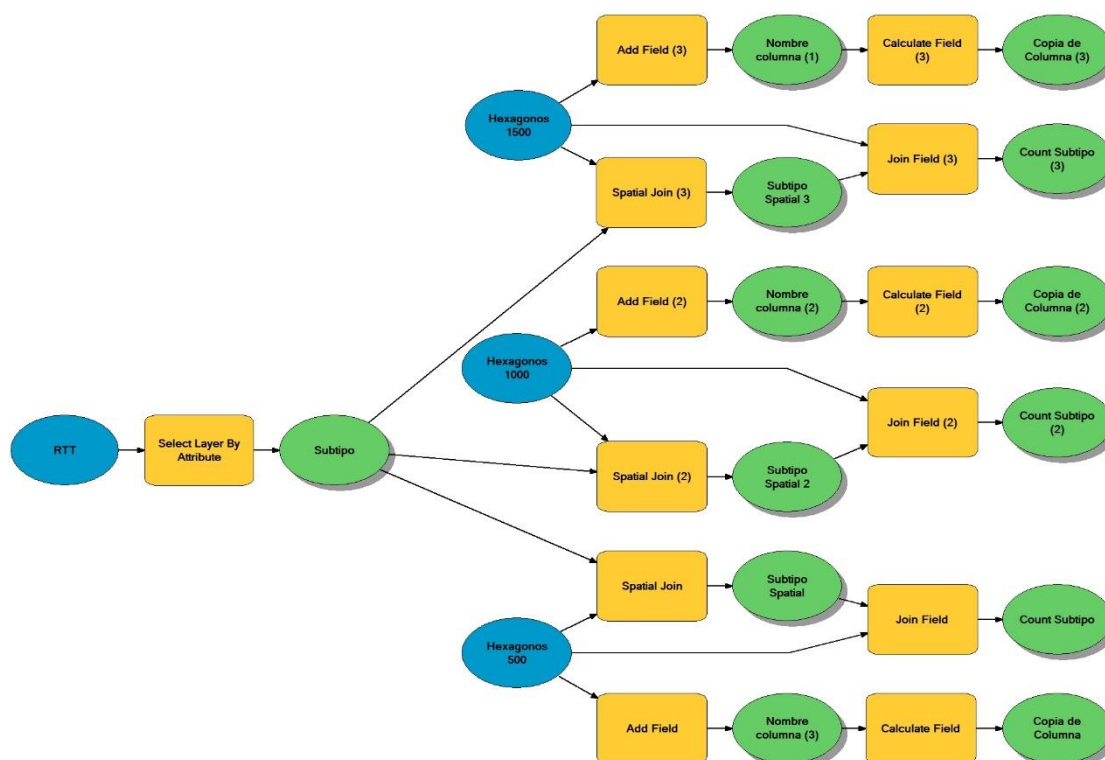 Add Field (3)
Nombre
columna (1)
Calculate Field
(3)
Copia de
Columna (3)
Hexagonos
1500
Join Field (3)
Count Subtipo
(3)
Spatial Join (3)
Subtipo
Spatial 3
Add Field (2)
Nombre
columna (2)
Calculate Field
(2)
Copia de
Columna (2)
Hexagonos
1000
Join Field (2)
Count Subtipo
(2)
RTT
Select Layer By
Attribute
Subtipo
Spatial Join (2)
Subtipo
Spatial 2
Spatial Join
Subtipo
Spatial
Join Field
Count Subtipo
Hexagonos
500
Add Field
Nombre
columna (3)
Calculate Field
Copia de
Columna